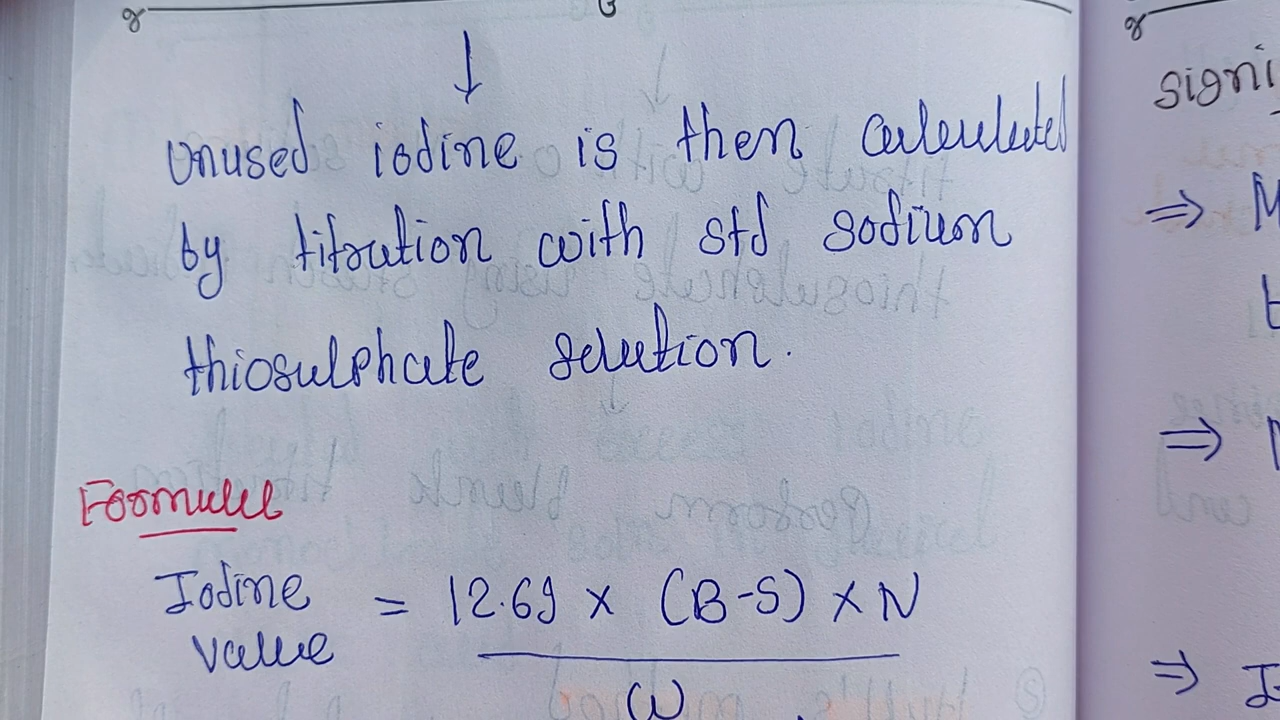 ↓
Unused iodine is then calculated
by titration with std sodium
thiosulphate solution.
Formula
Iodine value = 12.69 × (B-S) × N
W
Signi
⇒ M
t
⇒
⇒ I